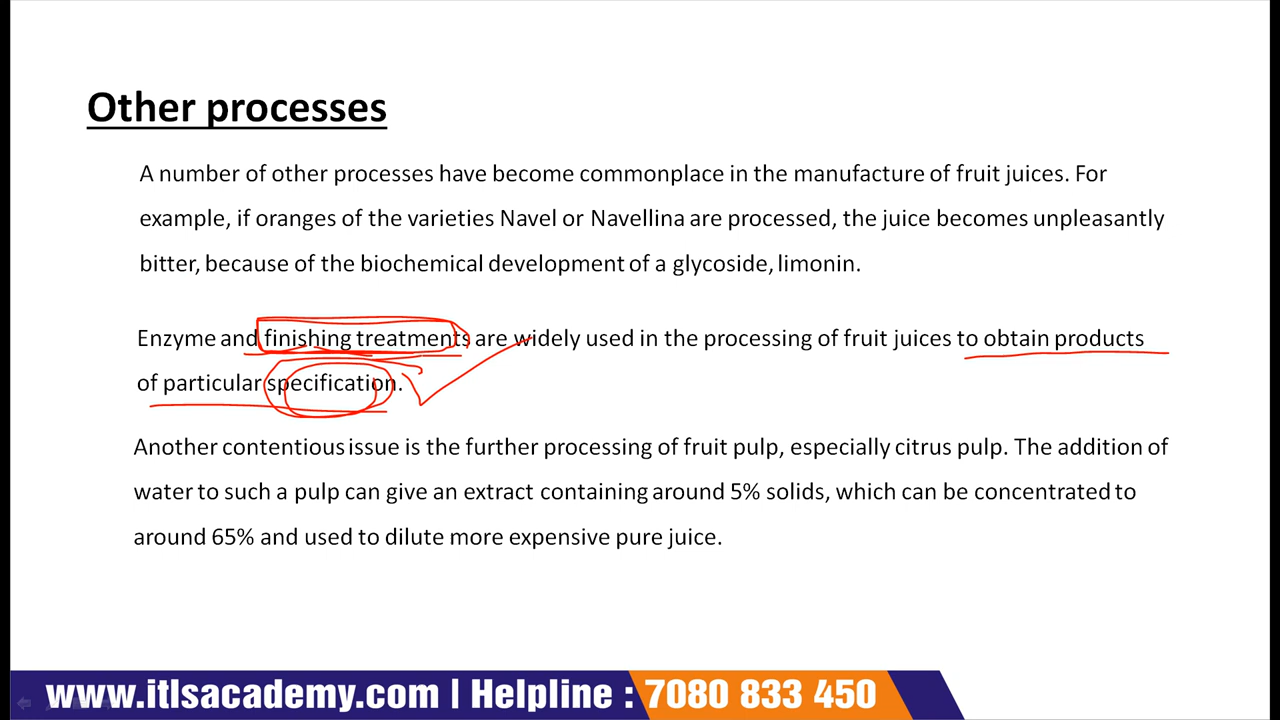 Other processes
A number of other processes have become commonplace in the manufacture of fruit juices. For
example, if oranges of the varieties Navel or Navellina are processed, the juice becomes unpleasantly
bitter, because of the biochemical development of a glycoside, limonin.
Enzyme and finishing treatments are widely used in the processing of fruit juices to obtain products
of particular specification.
Another contentious issue is the further processing of fruit pulp, especially citrus pulp. The addition of
water to such a pulp can give an extract containing around 5% solids, which can be concentrated to
around 65% and used to dilute more expensive pure juice.
www.itlsacademy.com | Helpline : 7080 833 450